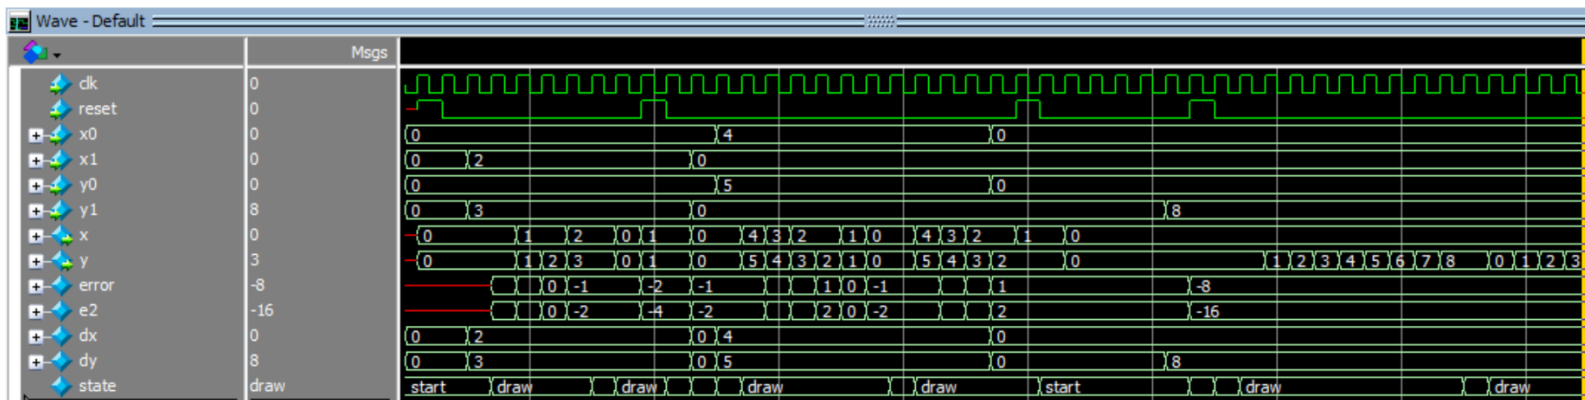 Wave - Default
Msgs
clk 0
reset 0
x0 0 0 4 0
x1 0 0 2 0
y0 0 0 5 0
y1 8 0 3 0 8
x 0 0 1 2 0 1 0 4 3 2 1 0 4 3 2 1 0
y 3 0 1 2 3 0 1 0 5 4 3 2 1 0 5 4 3 2 0 1 2 3 4 5 6 7 8 0 1 2 3
error -8 0 -1 -2 -1 1 0 -1 1 -8
e2 -16 0 -2 -4 -2 2 0 -2 2 -16
dx 0 0 2 0 4 0
dy 8 0 3 0 5 0 8
state draw start draw draw draw draw start draw draw